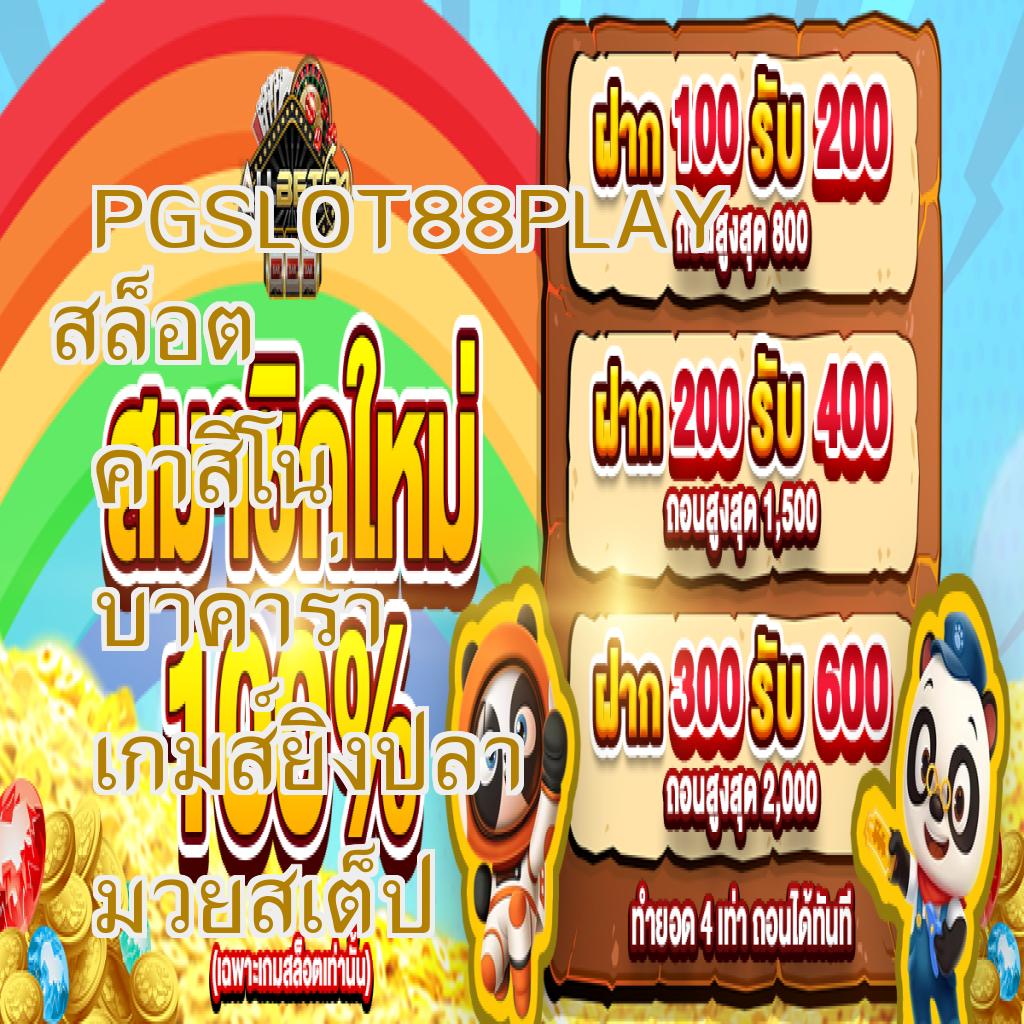 PGSLOT88PLAY
สล็อต
คาสิโน
บาคาร่า
เกมส์ยิงปลา
มวยสเต็ป
สมาชิกใหม่
100%
(เฉพาะเกมสล็อตเท่านั้น)
ฝาก 100 รับ 200
ถอนสูงสุด 800
ฝาก 200 รับ 400
ถอนสูงสุด 1,500
ฝาก 300 รับ 600
ถอนสูงสุด 2,000
ทำยอด 4 เท่า ถอนได้ทันที